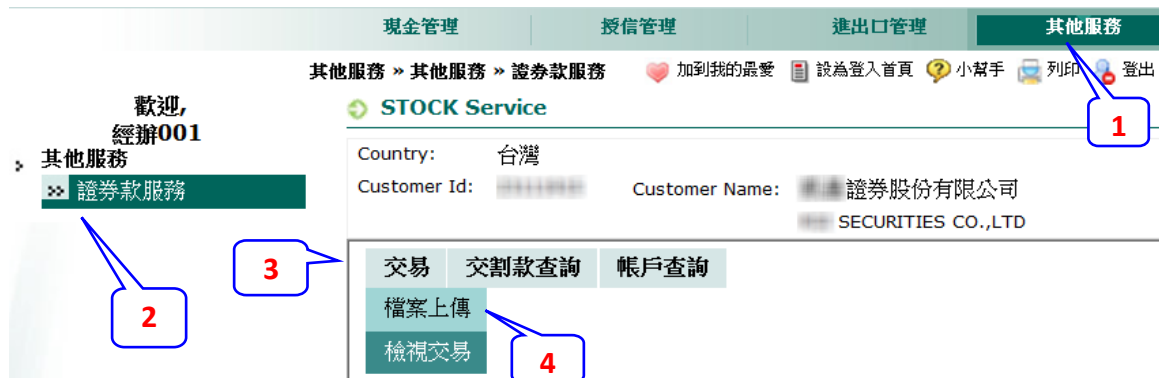 現金管理 授信管理 進出口管理 其他服務
其他服務 » 其他服務 » 證券款服務 加到我的最愛 設為登入首頁 小幫手 列印 登出
1
歡迎,
經辦001
其他服務
證券款服務
2
STOCK Service
Country: 台灣
Customer Id: Customer Name: 證券股份有限公司
SECURITIES CO.,LTD
3
交易 交割款查詢 帳戶查詢
檔案上傳
檢視交易
4